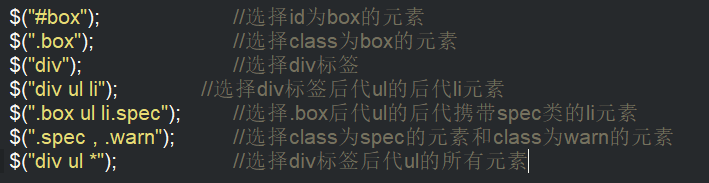 $("#box"); //选择id为box的元素
$(".box"); //选择class为box的元素
$("div"); //选择div标签
$("div ul li"); //选择div标签后代ul的后代li元素
$(".box ul li.spec"); //选择.box后代ul的后代携带spec类的li元素
$(".spec , .warn"); //选择class为spec的元素和class为warn的元素
$("div ul *"); //选择div标签后代ul的所有元素